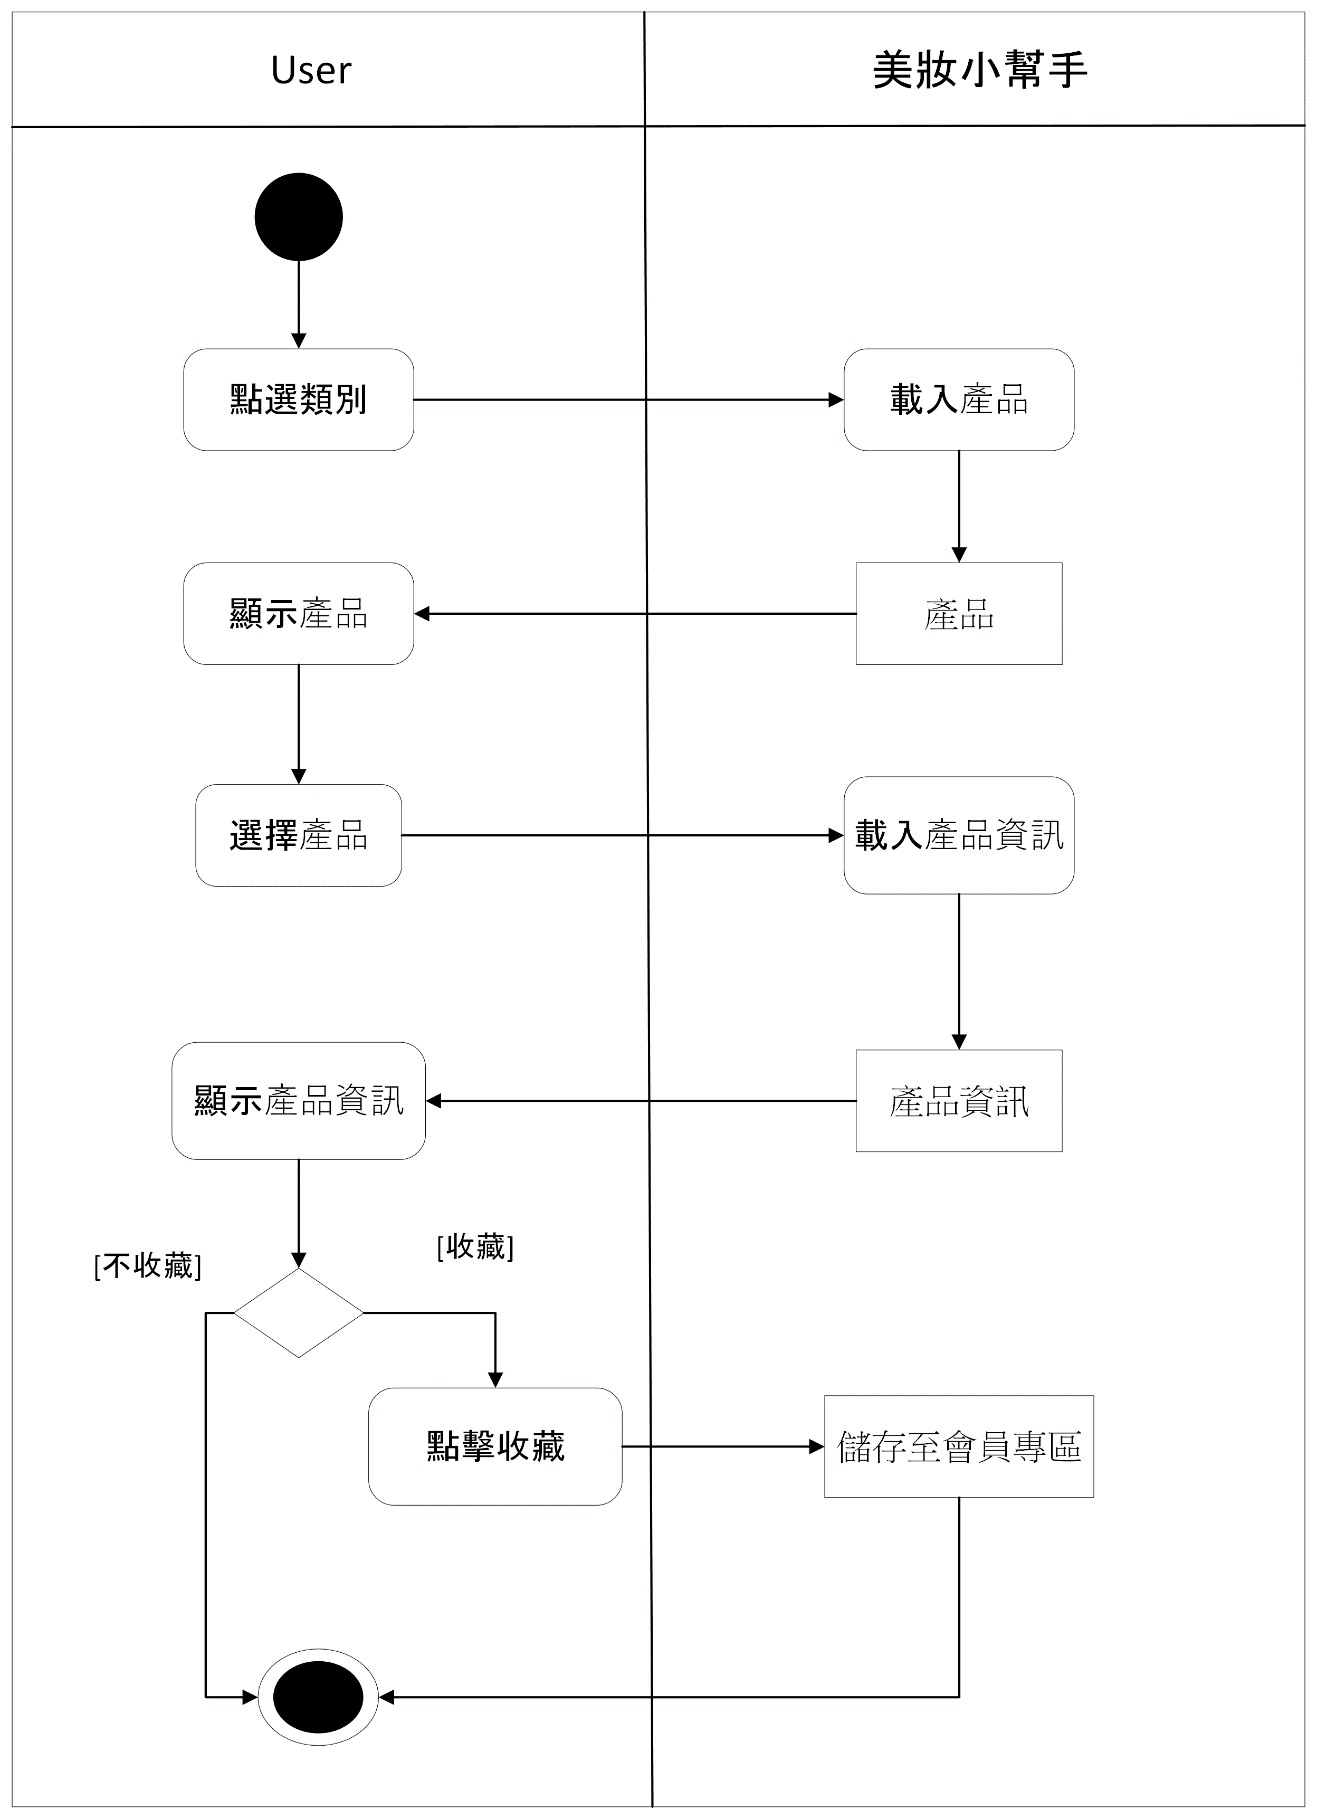 User
美妝小幫手
點選類別
載入產品
顯示產品
產品
選擇產品
載入產品資訊
顯示產品資訊
產品資訊
[不收藏]
[收藏]
點擊收藏
儲存至會員專區